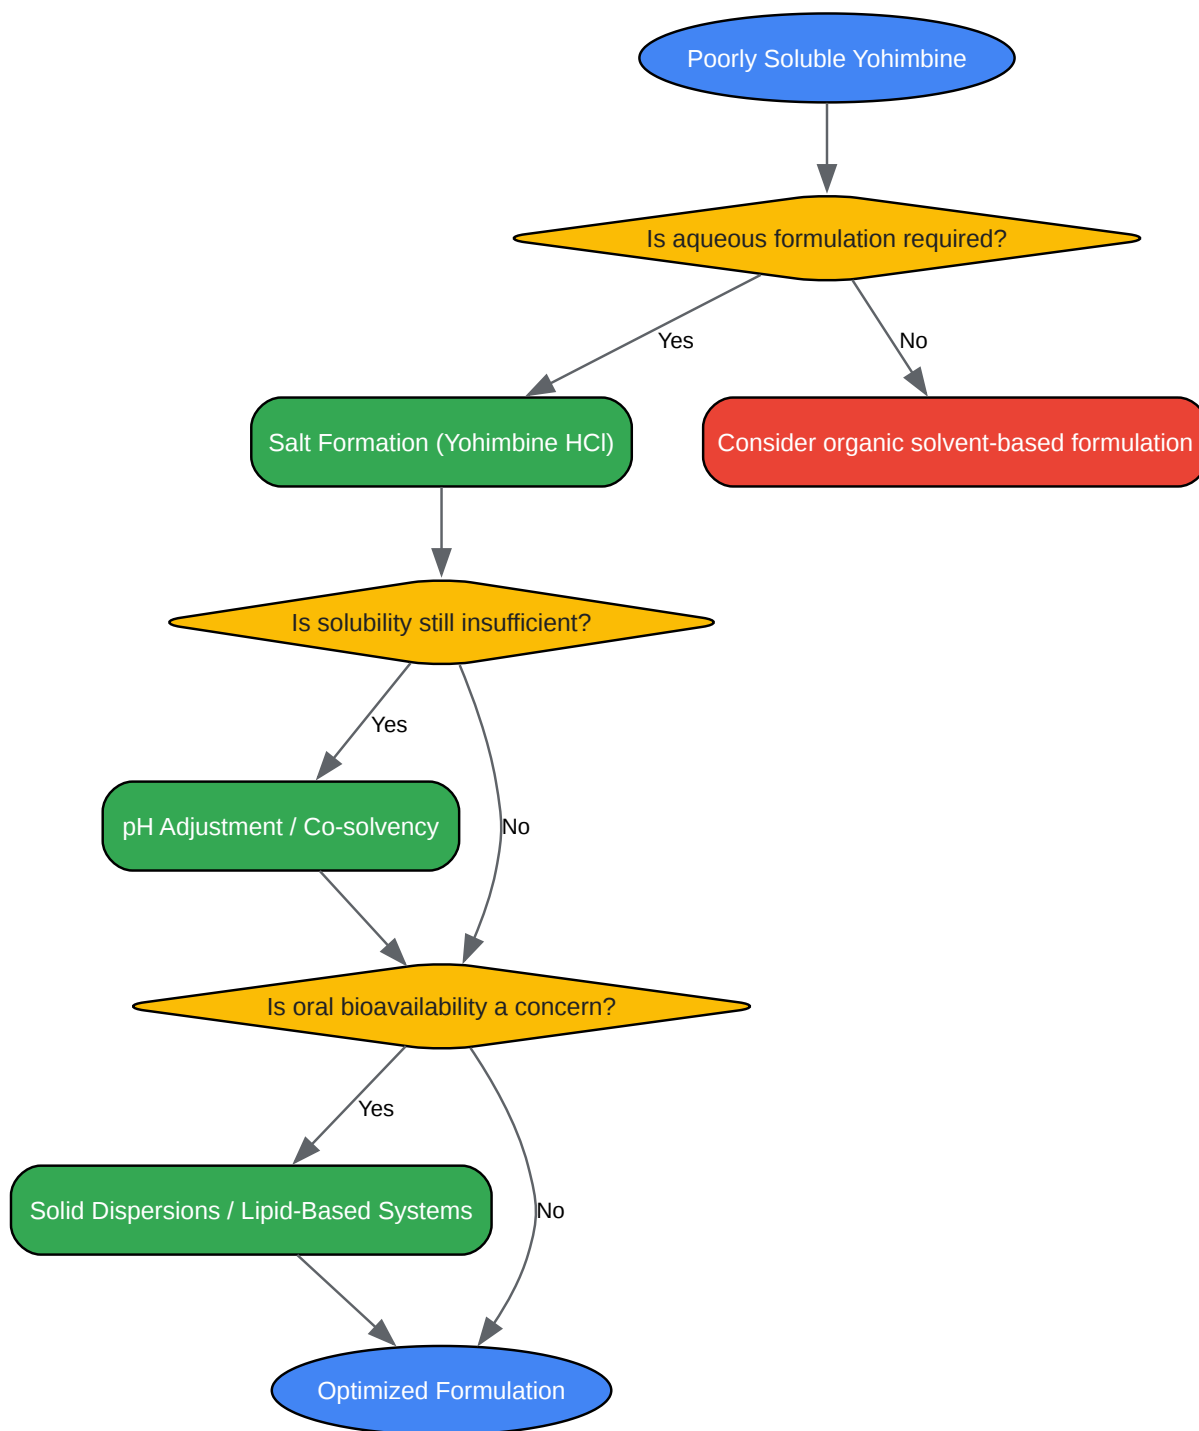 Poorly Soluble Yohimbine
Is aqueous formulation required?
Yes
No
Salt Formation (Yohimbine HCl)
Consider organic solvent-based formulation
Is solubility still insufficient?
Yes
pH Adjustment / Co-solvency
No
Is oral bioavailability a concern?
Yes
Solid Dispersions / Lipid-Based Systems
No
Optimized Formulation